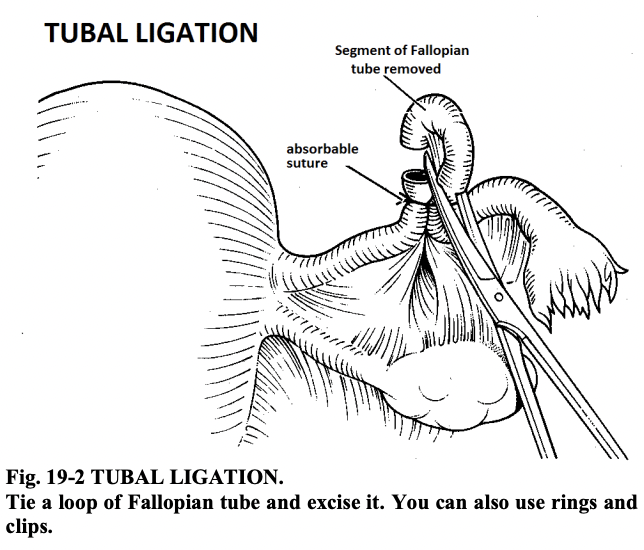 TUBAL LIGATION
Segment of Fallopian
tube removed
absorbable
suture
Fig. 19-2 TUBAL LIGATION.
Tie a loop of Fallopian tube and excise it. You can also use rings and
clips.